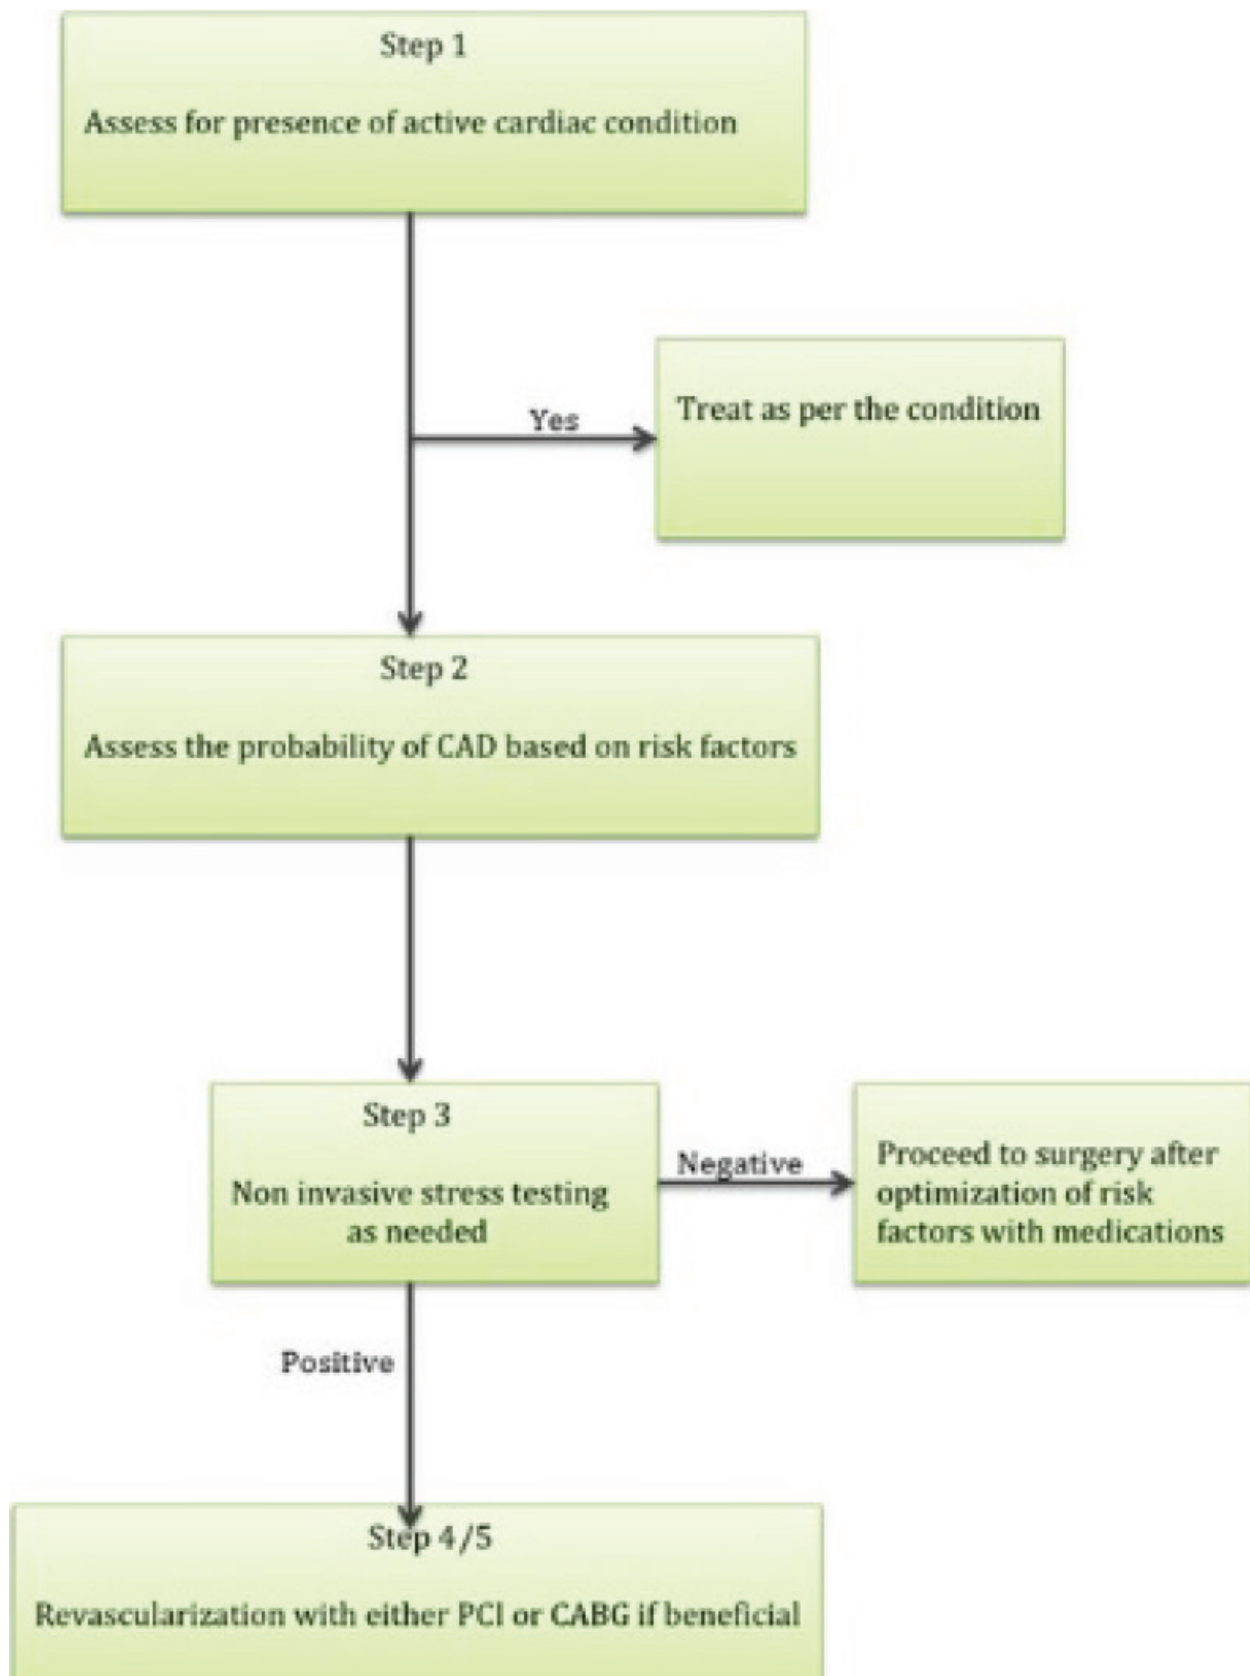 Step 1
Assess for presence of active cardiac condition
Yes
Treat as per the condition
Step 2
Assess the probability of CAD based on risk factors
Step 3
Non invasive stress testing
as needed
Negative
Proceed to surgery after
optimization of risk
factors with medications
Positive
Step 4/5
Revascularization with either PCI or CABG if beneficial